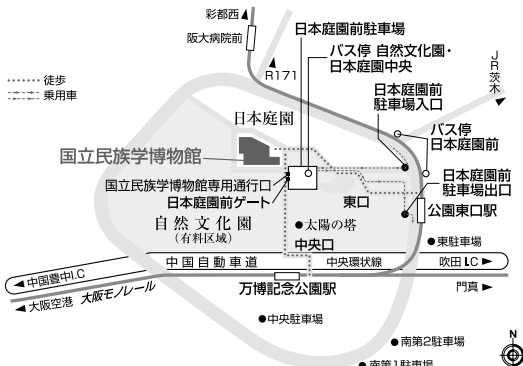 彩都西
阪大病院前
R171
日本庭園前駐車場
バス停 自然文化園・
日本庭園中央
JR茨木
徒歩
乗用車
日本庭園前
駐車場入口
日本庭園
バス停
日本庭園前
国立民族学博物館
国立民族学博物館専用通行口
日本庭園前ゲート
日本庭園前
駐車場出口
東口
公園東口駅
自然文化園
(有料区域)
太陽の塔
中央口
東駐車場
中国自動車道
中央環状線
吹田I.C
中国豊中I.C
大阪空港
大阪モノレール
万博記念公園駅
門真
中央駐車場
南第2駐車場
南第1駐車場
N